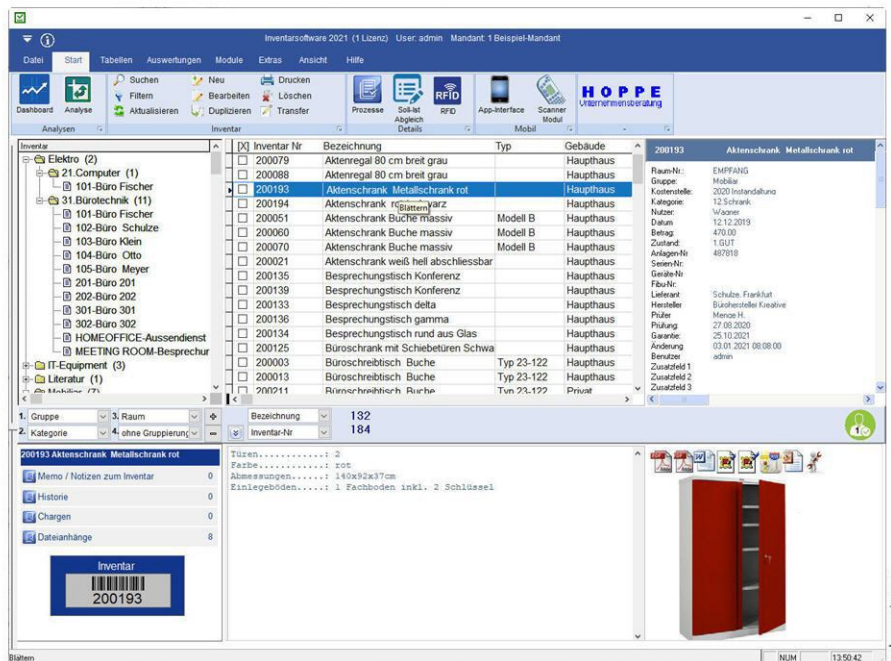 Inventarsoftware 2021 (1 Lizenz) User: admin Mandant: 1 Beispiel-Mandant
Datei Start Tabellen Auswertungen Module Extras Ansicht Hilfe
Dashboard
Analyse
Analysen
Suchen
Filtern
Aktualisieren
Neu
Bearbeiten
Duplizieren
Drucken
Löschen
Transfer
Inventar
Prozesse
Soll-Ist
Abgleich
RFID
RFID
Details
App-Interface
Scanner
Modul
Mobil
HOPPE
Unternehmensberatung
Inventar
Elektro (2)
21.Computer (1)
101-Büro Fischer
31.Bürotechnik (11)
101-Büro Fischer
102-Büro Schulze
103-Büro Klein
104-Büro Otto
105-Büro Meyer
201-Büro 201
202-Büro 202
301-Büro 301
302-Büro 302
HOMEOFFICE-Aussendienst
MEETING ROOM-Besprechur
IT-Equipment (3)
Literatur (1)
Mobiliar (7)
[X] Inventar Nr Bezeichnung Typ Gebäude
200079 Aktenregal 80 cm breit grau Haupthaus
200088 Aktenregal 80 cm breit grau Haupthaus
200193 Aktenschrank Metallschrank rot Haupthaus
200194 Aktenschrank Haupthaus
Blättern
200051 Aktenschrank Buche massiv Modell B Haupthaus
200060 Aktenschrank Buche massiv Modell B Haupthaus
200070 Aktenschrank Buche massiv Modell B Haupthaus
200021 Aktenschrank weiß hell abschliessbar Haupthaus
200135 Besprechungstisch Konferenz Haupthaus
200139 Besprechungstisch Konferenz Haupthaus
200133 Besprechungstisch delta Haupthaus
200136 Besprechungstisch gamma Haupthaus
200134 Besprechungstisch rund aus Glas Haupthaus
200125 Büroschrank mit Schiebetüren Schwa Haupthaus
200003 Büroschreibtisch Buche Typ 23-122 Haupthaus
200013 Büroschreibtisch Buche Typ 23-122 Haupthaus
200211 Büroschreibtisch Buche Typ 23-122 Privat
200193 Aktenschrank Metallschrank rot
Raum-Nr.: EMPFANG
Gruppe: Mobiliar
Kostenstelle: 2020 Instandaltung
Kategorie: 12.Schrank
Nutzer: Wagner
Datum 12.12.2019
Betrag: 470.00
Zustand: 1.GUT
Anlagen-Nr 487818
Serien-Nr:
Geräte-Nr
Fibu-Nr:
Lieferant Schulze, Frankfurt
Hersteller Bürohersteller Kreative
Prüfer Menge H.
Prüfung: 27.08.2020
Garantie: 25.10.2021
Änderung 03.01.2021 08:08:00
Benutzer admin
Zusatzfeld 1
Zusatzfeld 2
Zusatzfeld 3
1. Gruppe 3. Raum
2. Kategorie 4. ohne Gruppierung
Bezeichnung 132
Inventar-Nr 184
200193 Aktenschrank Metallschrank rot
Memo / Notizen zum Inventar 0
Historie 0
Chargen 0
Dateianhänge 8
Inventar
200193
Türen...........: 2
Farbe...........: rot
Abmessungen.....: 140x92x37cm
Einlegeböden....: 1 Fachboden inkl. 2 Schlüssel
Blättern NUM 13:50:42